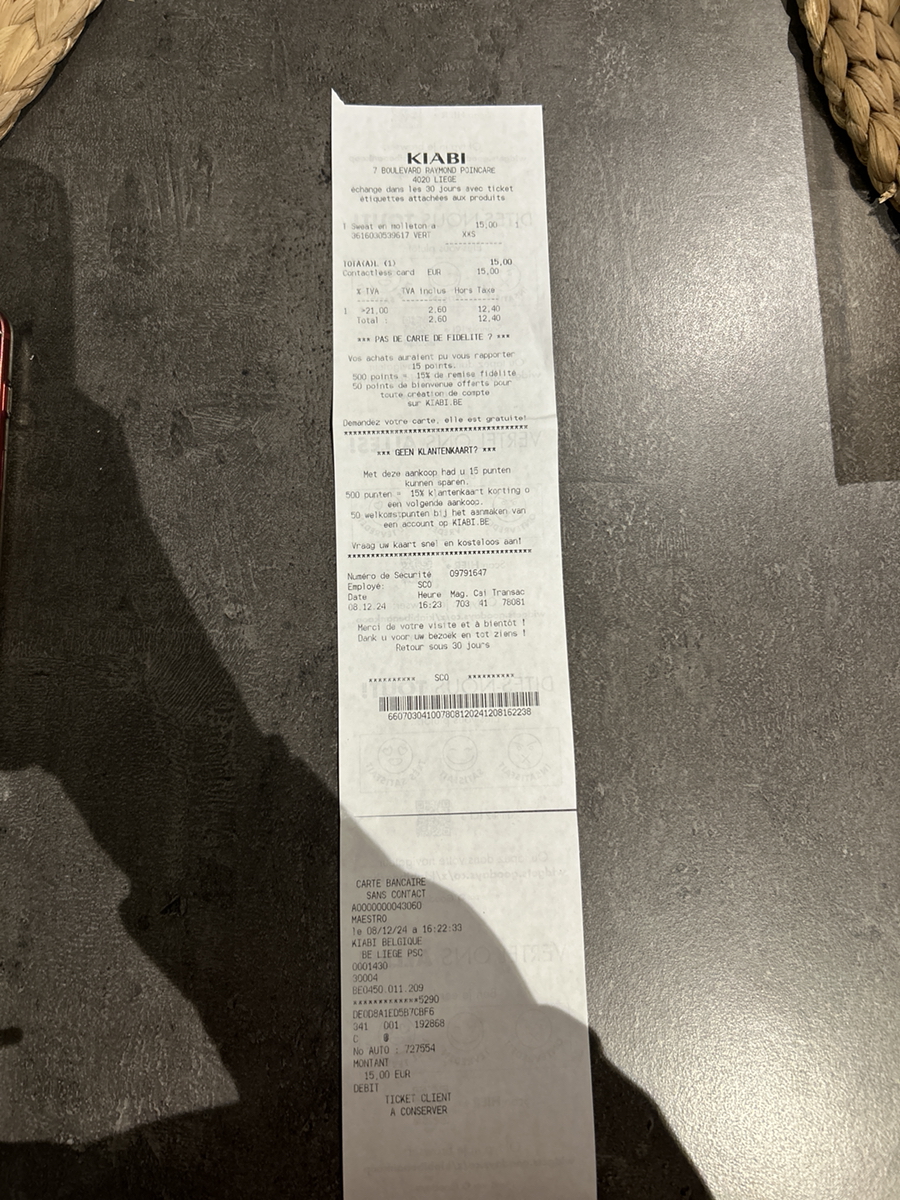 KIABI
7 BOULEVARD RAYMOND POINCARE
4020 LIEGE
échange dans les 30 jours avec ticket
étiquettes attachées aux produits
1 Sweat en molleton a 15,00 1
3616030539617 VERT XXS
------------
TOTA(A)L (1) 15,00
Contactless card EUR 15,00
% TVA TVA Inclus Hors Taxe
1 >21,00 2,60 12,40
Total : 2,60 12,40
*** PAS DE CARTE DE FIDELITE ? ***
Vos achats auraient pu vous rapporter
15 points.
500 points = 15% de remise fidélité
50 points de bienvenue offerts pour
toute création de compte
sur KIABI.BE
Demandez votre carte, elle est gratuite!
****************************************
*** GEEN KLANTENKAART? ***
Met deze aankoop had u 15 punten
kunnen sparen.
500 punten = 15% klantenkaart korting o
een volgende aankoop.
50 welkomstpunten bij het aanmaken van
een account op KIABI.BE
Vraag uw kaart snel en kosteloos aan!
****************************************
Numéro de Sécurité 09791647
Employé: SCO
Date Heure Mag. Cai Transac
08.12.24 16:23 703 41 78081
Merci de votre visite et à bientôt !
Dank u voor uw bezoek en tot ziens !
Retour sous 30 jours
********** SCO **********
660703041007808120241208162238
CARTE BANCAIRE
SANS CONTACT
A0000000043060
MAESTRO
le 08/12/24 a 16:22:33
KIABI BELGIQUE
BE LIEGE PSC
0001430
00004
BE0450.011.209
************5290
DE0D8A1ED5B7CBF6
341 001 192868
C @
No AUTO : 727554
MONTANT
15,00 EUR
DEBIT
TICKET CLIENT
A CONSERVER